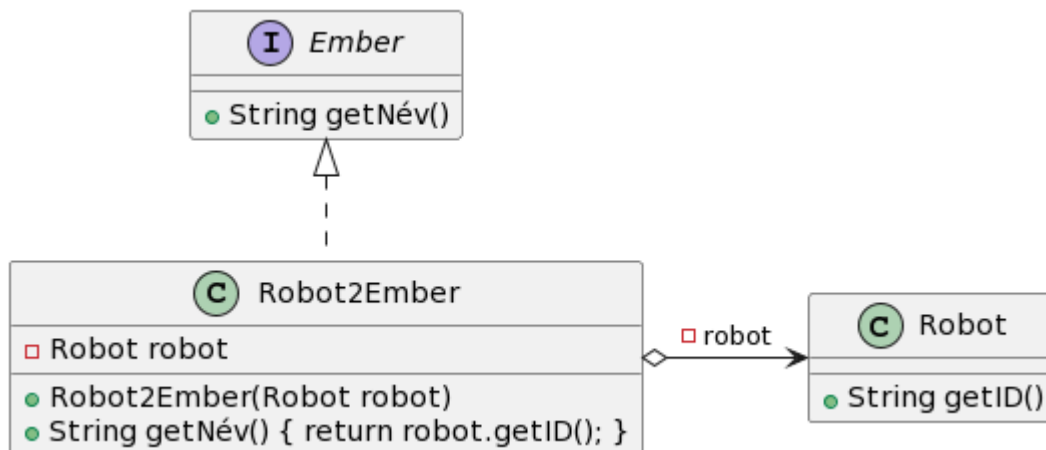 I Ember
String getNév()
C Robot2Ember
Robot robot
Robot2Ember(Robot robot)
String getNév() { return robot.getID(); }
robot
C Robot
String getID()